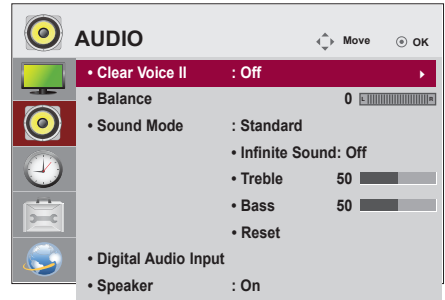 AUDIO Move OK
• Clear Voice II : Off
• Balance 0 L R
• Sound Mode : Standard
• Infinite Sound: Off
• Treble 50
• Bass 50
• Reset
• Digital Audio Input
• Speaker : On